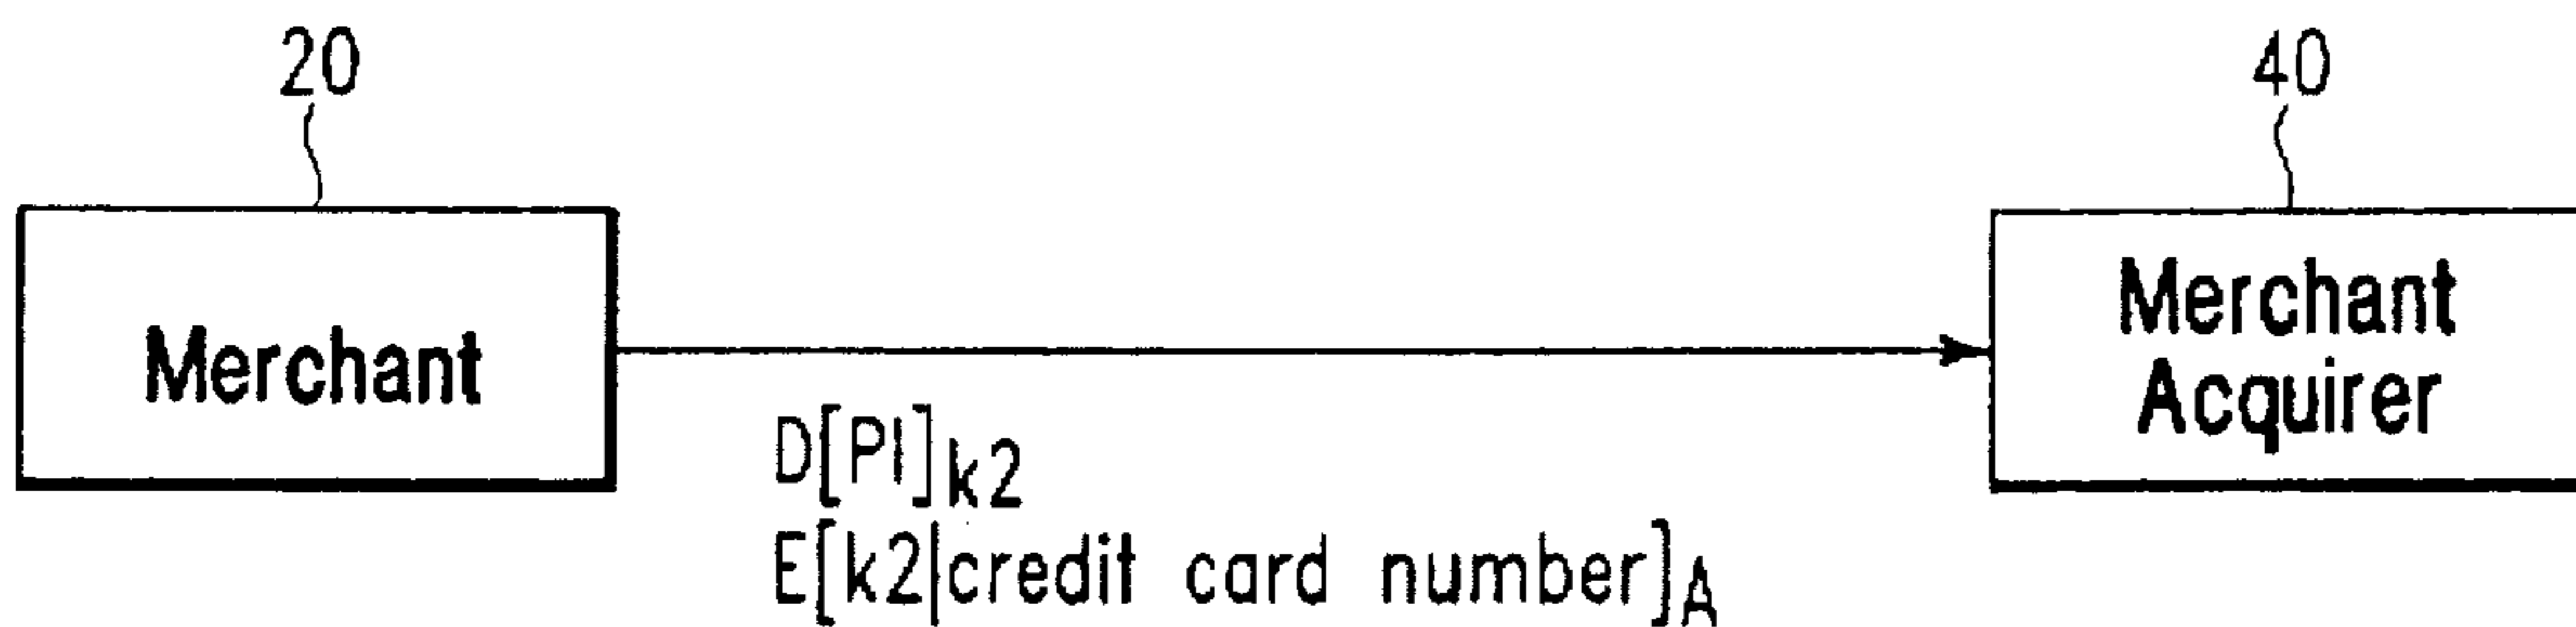 20
40
Merchant
Merchant
Acquirer
D[PI]k2
E[k2|credit card number]A